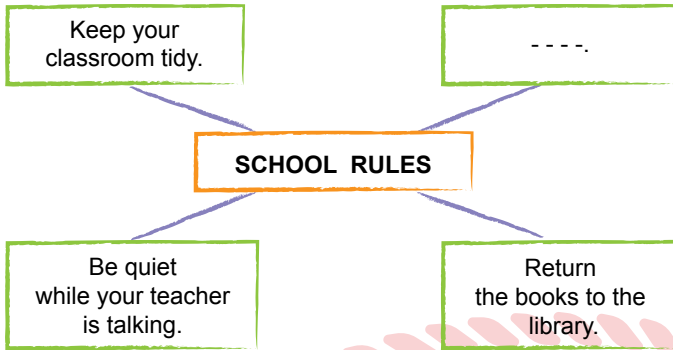 Keep your
classroom tidy.
- - - -.
SCHOOL RULES
Be quiet
while your teacher
is talking.
Return
the books to the
library.